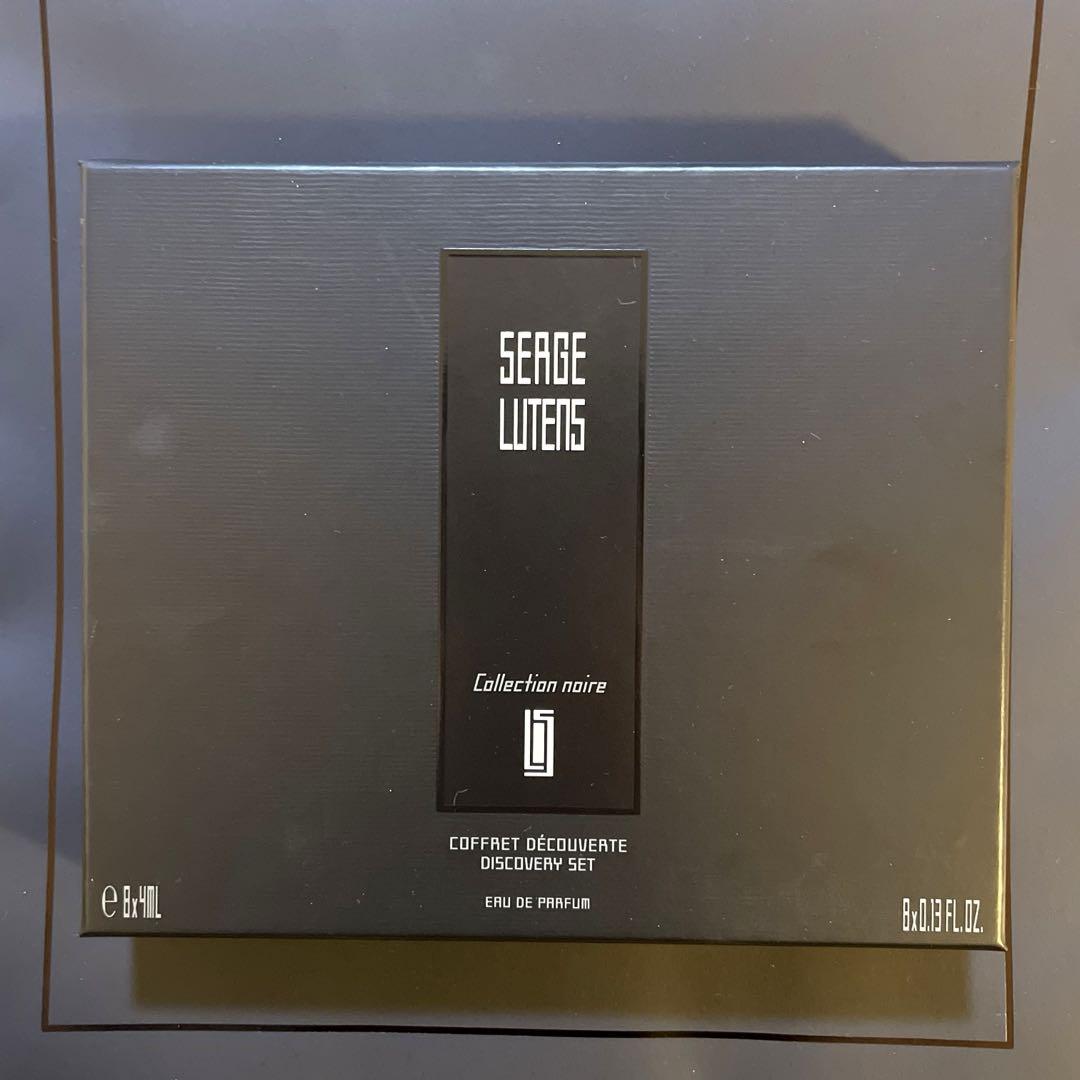 SERGE
LUTENS
Collection noire
COFFRET DÉCOUVERTE
DISCOVERY SET
EAU DE PARFUM
℮ 8x4ML
8x0.13 FL.OZ.